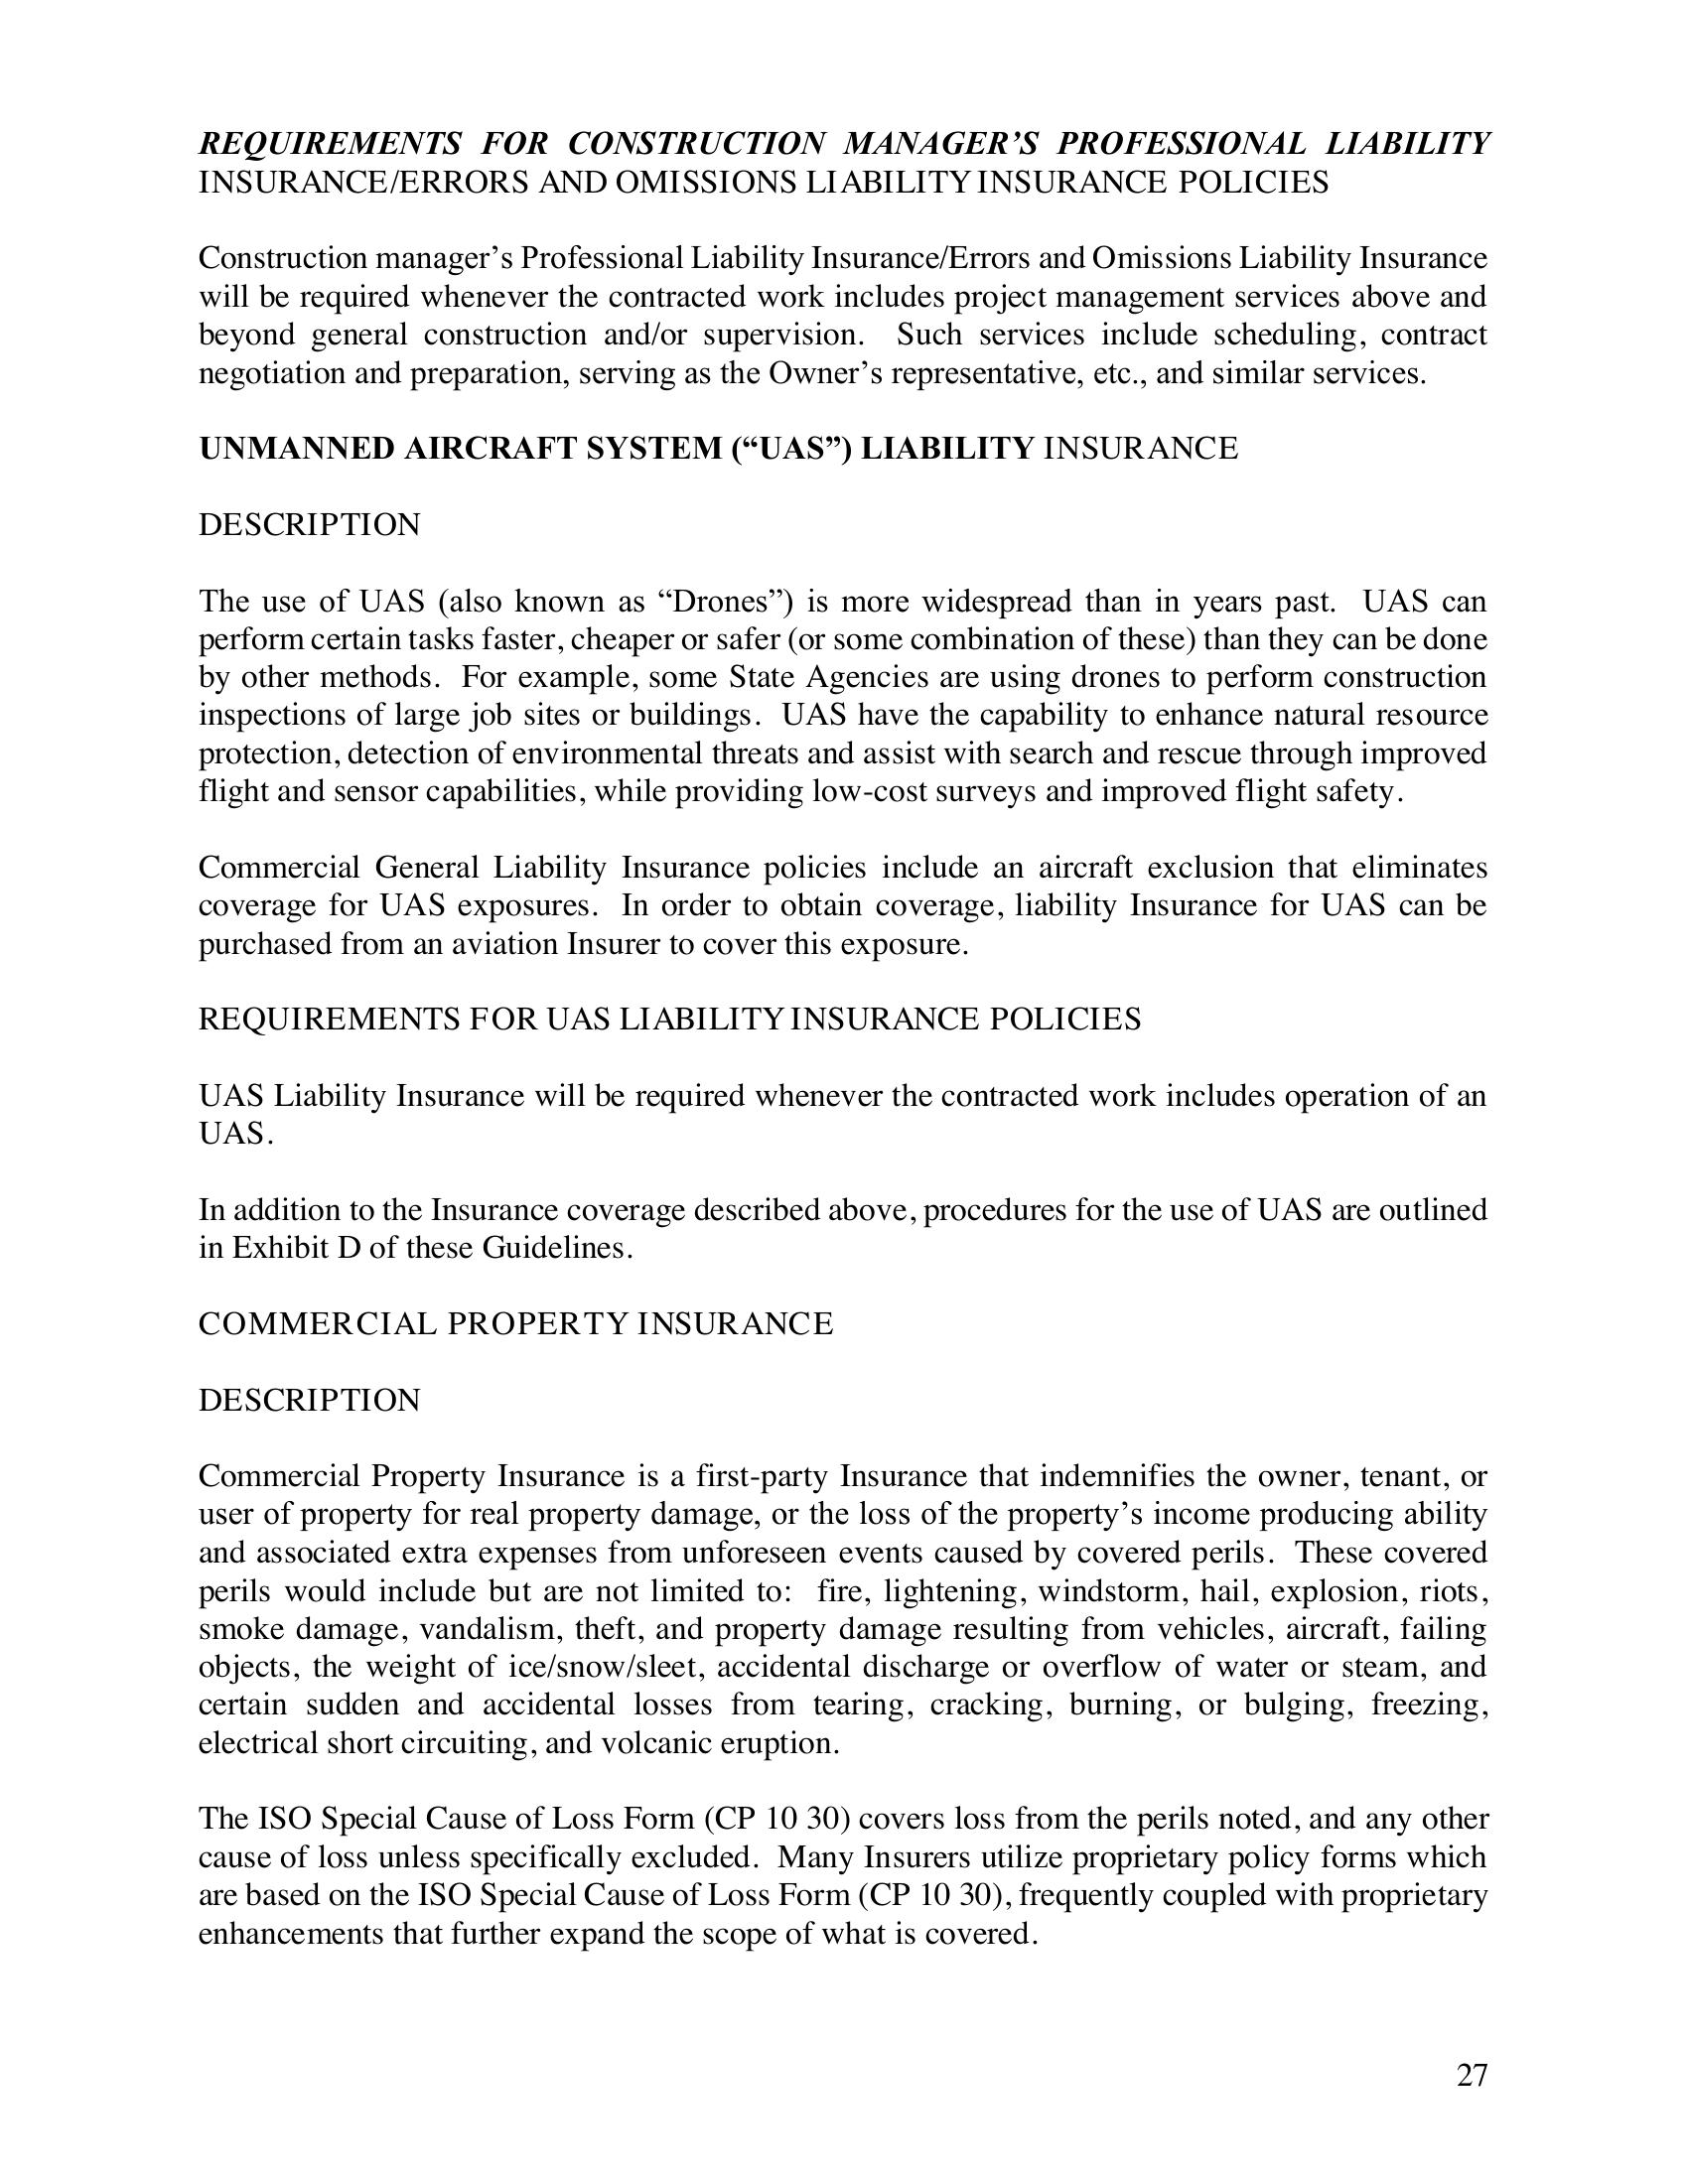 REQUIREMENTS FOR CONSTRUCTION MANAGER’S PROFESSIONAL LIABILITY
INSURANCE/ERRORS AND OMISSIONS LIABILITY INSURANCE POLICIES
Construction manager’s Professional Liability Insurance/Errors and Omissions Liability Insurance
will be required whenever the contracted work includes project management services above and
beyond general construction and/or supervision. Such services include scheduling, contract
negotiation and preparation, serving as the Owner’s representative, etc., and similar services.
UNMANNED AIRCRAFT SYSTEM (“UAS”) LIABILITY INSURANCE
DESCRIPTION
The use of UAS (also known as “Drones”) is more widespread than in years past. UAS can
perform certain tasks faster, cheaper or safer (or some combination of these) than they can be done
by other methods. For example, some State Agencies are using drones to perform construction
inspections of large job sites or buildings. UAS have the capability to enhance natural resource
protection, detection of environmental threats and assist with search and rescue through improved
flight and sensor capabilities, while providing low-cost surveys and improved flight safety.
Commercial General Liability Insurance policies include an aircraft exclusion that eliminates
coverage for UAS exposures. In order to obtain coverage, liability Insurance for UAS can be
purchased from an aviation Insurer to cover this exposure.
REQUIREMENTS FOR UAS LIABILITY INSURANCE POLICIES
UAS Liability Insurance will be required whenever the contracted work includes operation of an
UAS.
In addition to the Insurance coverage described above, procedures for the use of UAS are outlined
in Exhibit D of these Guidelines.
COMMERCIAL PROPERTY INSURANCE
DESCRIPTION
Commercial Property Insurance is a first-party Insurance that indemnifies the owner, tenant, or
user of property for real property damage, or the loss of the property’s income producing ability
and associated extra expenses from unforeseen events caused by covered perils. These covered
perils would include but are not limited to: fire, lightening, windstorm, hail, explosion, riots,
smoke damage, vandalism, theft, and property damage resulting from vehicles, aircraft, failing
objects, the weight of ice/snow/sleet, accidental discharge or overflow of water or steam, and
certain sudden and accidental losses from tearing, cracking, burning, or bulging, freezing,
electrical short circuiting, and volcanic eruption.
The ISO Special Cause of Loss Form (CP 10 30) covers loss from the perils noted, and any other
cause of loss unless specifically excluded. Many Insurers utilize proprietary policy forms which
are based on the ISO Special Cause of Loss Form (CP 10 30), frequently coupled with proprietary
enhancements that further expand the scope of what is covered.
27